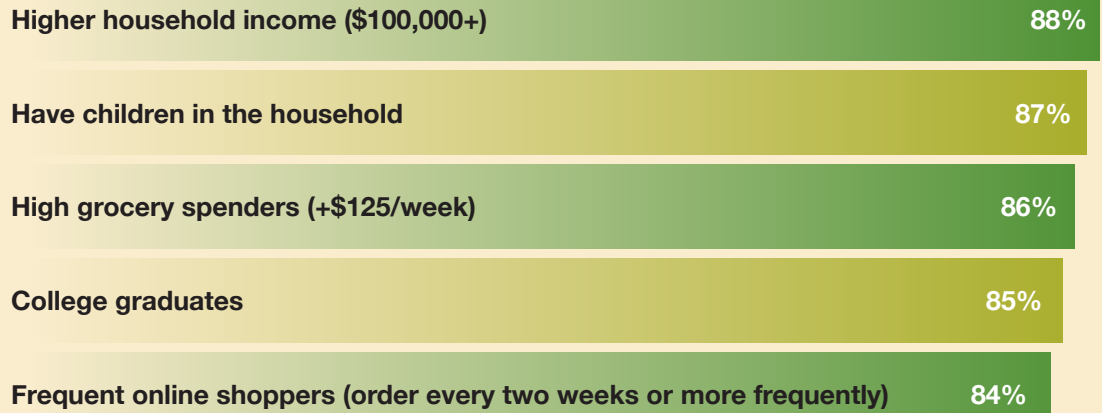 Higher household income ($100,000+) 88%
Have children in the household 87%
High grocery spenders (+$125/week) 86%
College graduates 85%
Frequent online shoppers (order every two weeks or more frequently) 84%